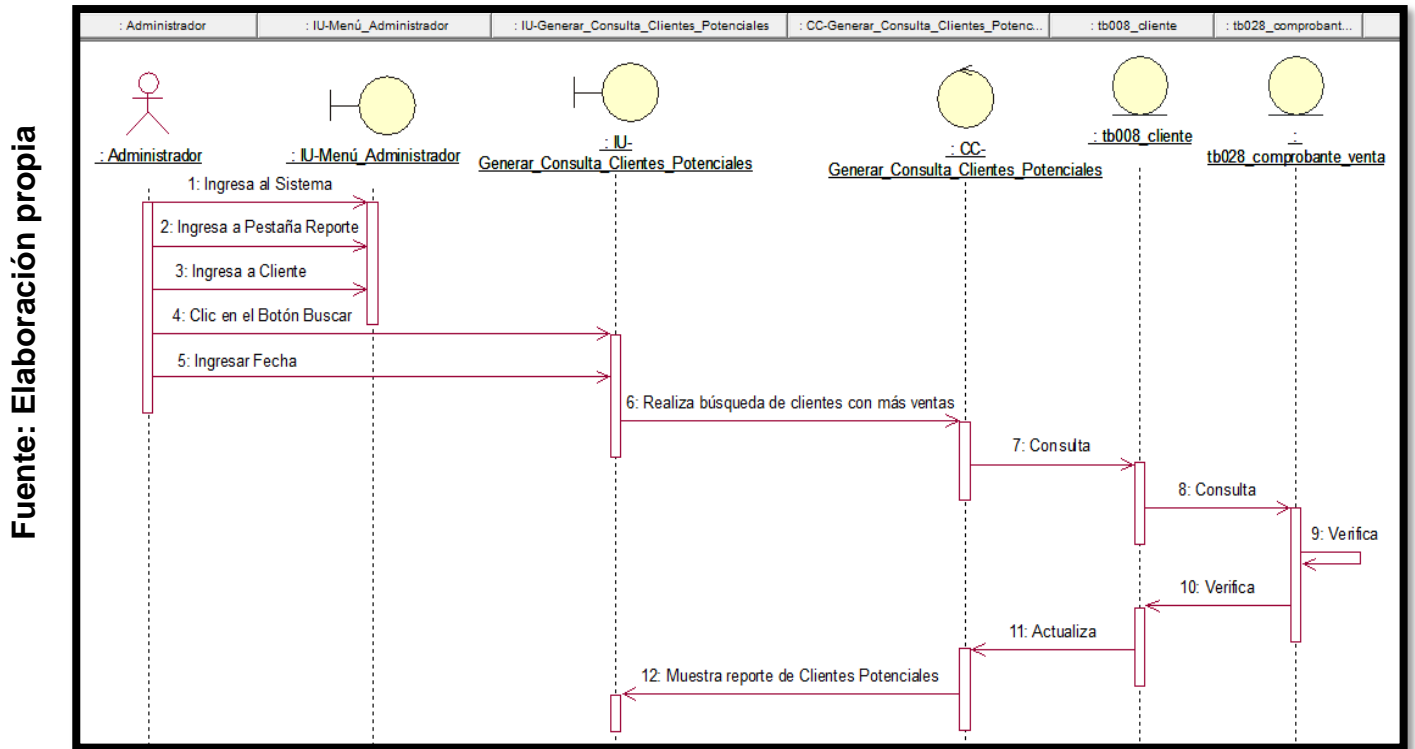 : Administrador
: IU-Menú_Administrador
: IU-Generar_Consulta_Clientes_Potenciales
: CC-Generar_Consulta_Clientes_Potenc...
: tb008_cliente
: tb028_comprobant...
Fuente: Elaboración propia
: Administrador
: IU-Menú_Administrador
: IU-
Generar_Consulta_Clientes_Potenciales
: CC-
Generar_Consulta_Clientes_Potenciales
: tb008_cliente
:
tb028_comprobante_venta
1: Ingresa al Sistema
2: Ingresa a Pestaña Reporte
3: Ingresa a Cliente
4: Clic en el Botón Buscar
5: Ingresar Fecha
6: Realiza búsqueda de clientes con más ventas
7: Consulta
8: Consulta
9: Verifica
10: Verifica
11: Actualiza
12: Muestra reporte de Clientes Potenciales